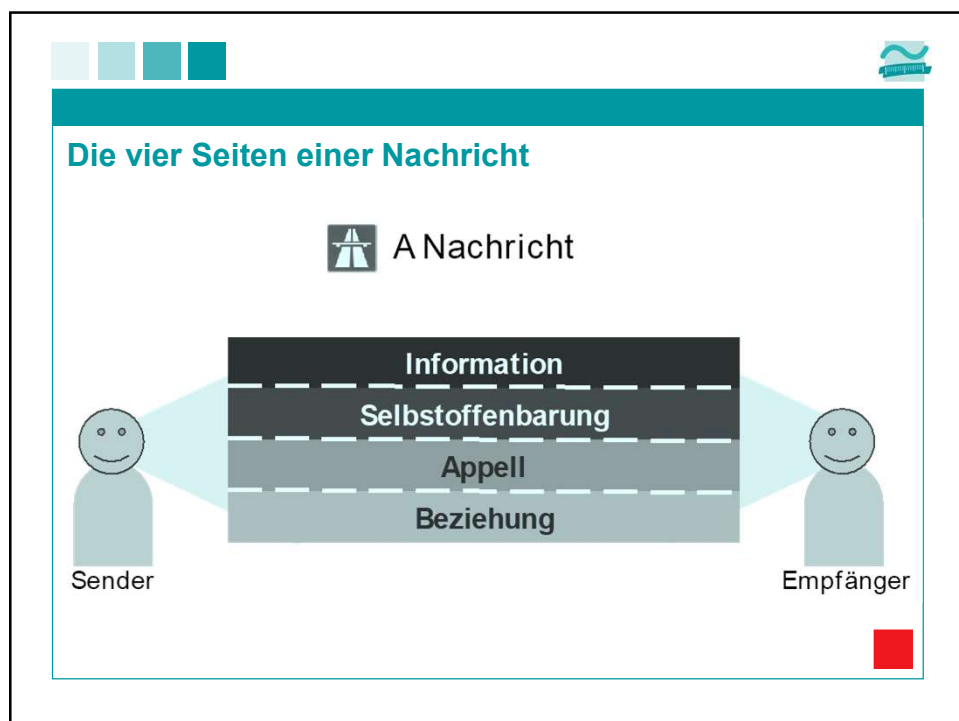 Die vier Seiten einer Nachricht
A Nachricht
Information
Selbstoffenbarung
Appell
Beziehung
Sender
Empfänger